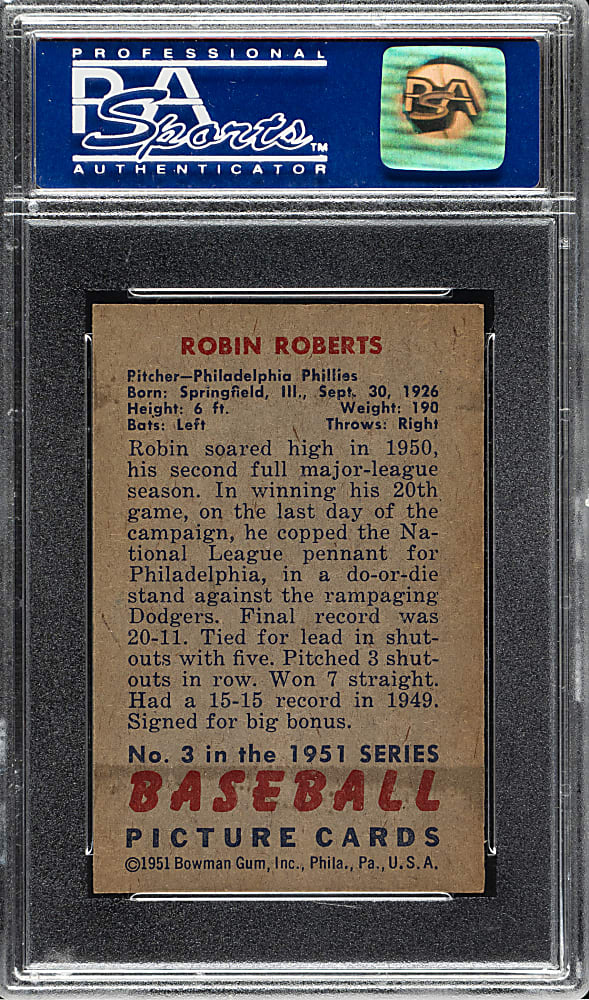 PROFESSIONAL
PSA
Sports™
AUTHENTICATOR
PSA
ROBIN ROBERTS
Pitcher—Philadelphia Phillies
Born: Springfield, Ill., Sept. 30, 1926
Height: 6 ft. Weight: 190
Bats: Left Throws: Right
Robin soared high in 1950,
his second full major-league
season. In winning his 20th
game, on the last day of the
campaign, he copped the Na-
tional League pennant for
Philadelphia, in a do-or-die
stand against the rampaging
Dodgers. Final record was
20-11. Tied for lead in shut-
outs with five. Pitched 3 shut-
outs in row. Won 7 straight.
Had a 15-15 record in 1949.
Signed for big bonus.
No. 3 in the 1951 SERIES
BASEBALL
PICTURE CARDS
©1951 Bowman Gum, Inc., Phila., Pa., U.S.A.